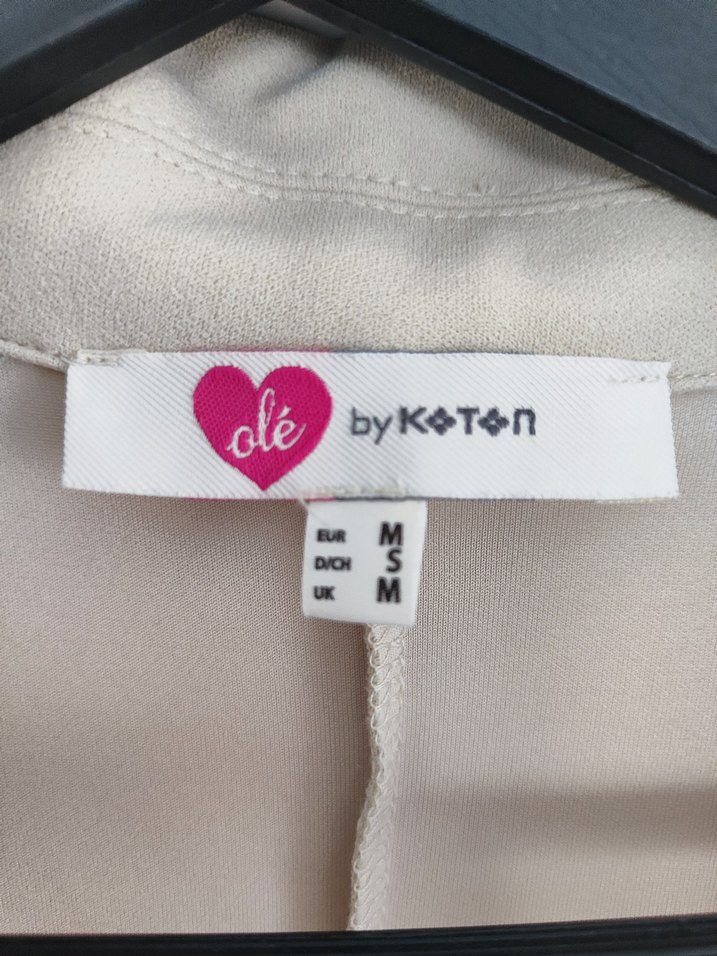 olé by KOTON
EUR M
D/CH S
UK M